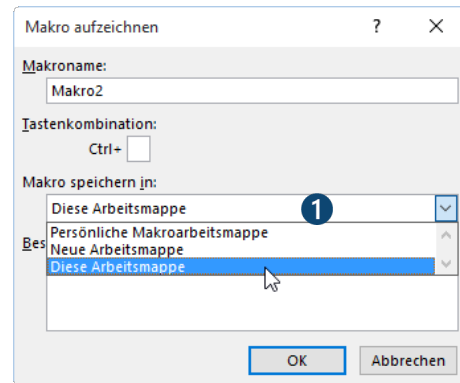 Makro aufzeichnen ? ×
Makroname:
Makro2
Tastenkombination:
Ctrl+
Makro speichern in:
Diese Arbeitsmappe 1
Persönliche Makroarbeitsmappe
Bes Neue Arbeitsmappe
Diese Arbeitsmappe
OK Abbrechen